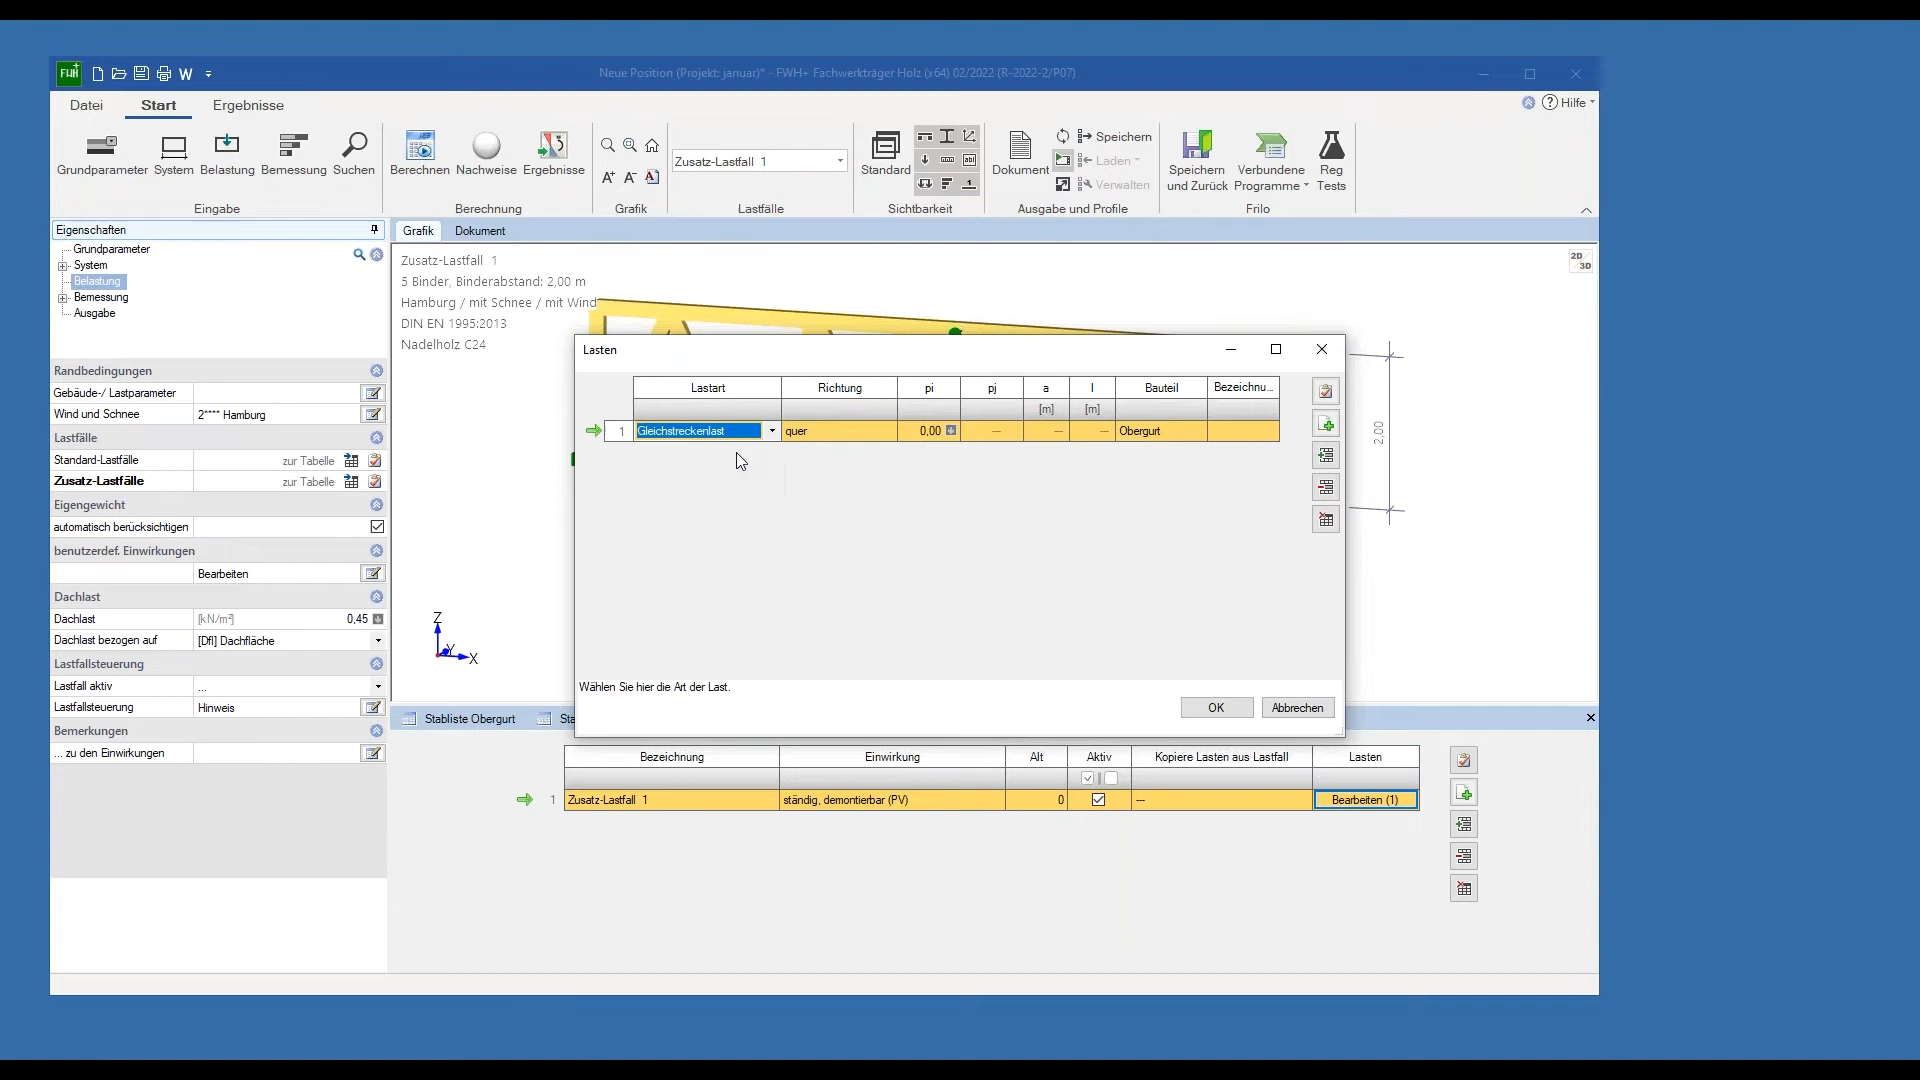 FWH+
W
Neue Position (Projekt: januar)* - FWH+ Fachwerkträger Holz (x64) 02/2022 (R-2022-2/P07)
Datei Start Ergebnisse
Hilfe
Grundparameter System Belastung Bemessung Suchen
Eingabe
Berechnen Nachweise Ergebnisse
Berechnung
Grafik
Zusatz-Lastfall 1
Lastfälle
Standard
Sichtbarkeit
Dokument
Speichern
Laden
Verwalten
Ausgabe und Profile
Speichern und Zurück
Verbundene Programme
Reg Tests
Frilo
Eigenschaften
Grundparameter
System
Belastung
Bemessung
Ausgabe
Randbedingungen
Gebäude-/ Lastparameter
Wind und Schnee 2**** Hamburg
Lastfälle
Standard-Lastfälle zur Tabelle
Zusatz-Lastfälle zur Tabelle
Eigengewicht
automatisch berücksichtigen
benutzerdef. Einwirkungen
Bearbeiten
Dachlast
Dachlast [kN/m²] 0,45
Dachlast bezogen auf [Dfl] Dachfläche
Lastfallsteuerung
Lastfall aktiv ...
Lastfallsteuerung Hinweis
Bemerkungen
... zu den Einwirkungen
Grafik Dokument
Zusatz-Lastfall 1
5 Binder, Binderabstand: 2,00 m
Hamburg / mit Schnee / mit Wind
DIN EN 1995:2013
Nadelholz C24
2D
3D
2,00
Z
Y
X
Lasten
Lastart Richtung pi pj a l Bauteil Bezeichnu...
[m] [m]
1 Gleichstreckenlast quer 0,00 --- --- --- Obergurt
Wählen Sie hier die Art der Last.
OK Abbrechen
Stabliste Obergurt Sta
Bezeichnung Einwirkung Alt Aktiv Kopiere Lasten aus Lastfall Lasten
1 Zusatz-Lastfall 1 ständig, demontierbar (PV) 0 --- Bearbeiten (1)